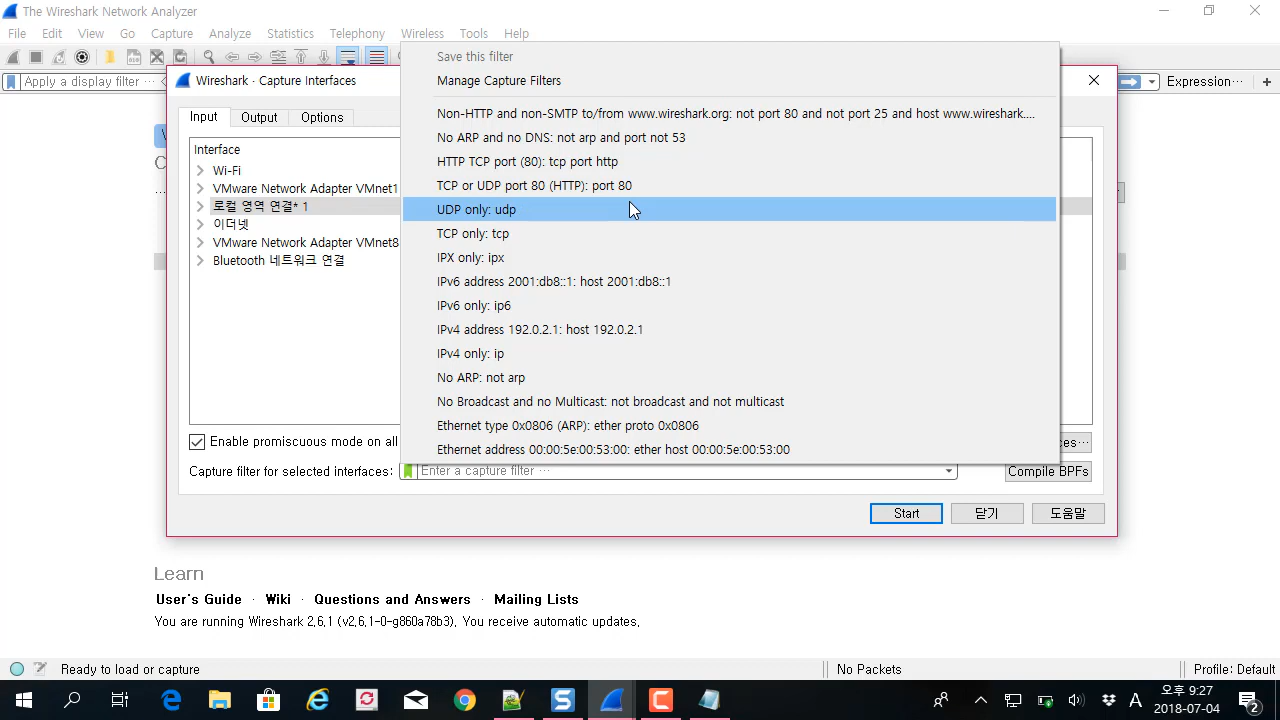 The Wireshark Network Analyzer
File Edit View Go Capture Analyze Statistics Telephony Wireless Tools Help
Apply a display filter ···
Expression···
Wireshark · Capture Interfaces
Input Output Options
Interface
Wi-Fi
VMware Network Adapter VMnet1
로컬 영역 연결* 1
이더넷
VMware Network Adapter VMnet8
Bluetooth 네트워크 연결
Save this filter
Manage Capture Filters
Non-HTTP and non-SMTP to/from www.wireshark.org: not port 80 and not port 25 and host www.wireshark....
No ARP and no DNS: not arp and port not 53
HTTP TCP port (80): tcp port http
TCP or UDP port 80 (HTTP): port 80
UDP only: udp
TCP only: tcp
IPX only: ipx
IPv6 address 2001:db8::1: host 2001:db8::1
IPv6 only: ip6
IPv4 address 192.0.2.1: host 192.0.2.1
IPv4 only: ip
No ARP: not arp
No Broadcast and no Multicast: not broadcast and not multicast
Ethernet type 0x0806 (ARP): ether proto 0x0806
Ethernet address 00:00:5e:00:53:00: ether host 00:00:5e:00:53:00
Enable promiscuous mode on all
Capture filter for selected interfaces: Enter a capture filter ··· Compile BPFs
Start 닫기 도움말
Learn
User's Guide · Wiki · Questions and Answers · Mailing Lists
You are running Wireshark 2.6.1 (v2.6.1-0-g860a78b3). You receive automatic updates.
Ready to load or capture No Packets Profile: Default
A 오후 9:27
2018-07-04
2